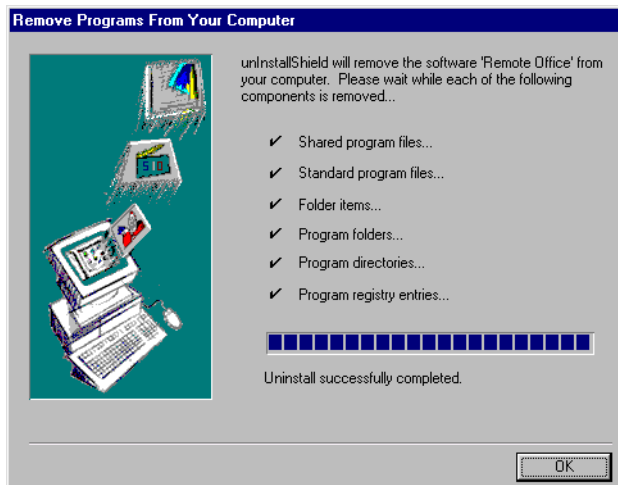 Remove Programs From Your Computer
unInstallShield will remove the software 'Remote Office' from
your computer. Please wait while each of the following
components is removed...
Shared program files...
Standard program files...
Folder items...
Program folders...
Program directories...
Program registry entries...
Uninstall successfully completed.
OK